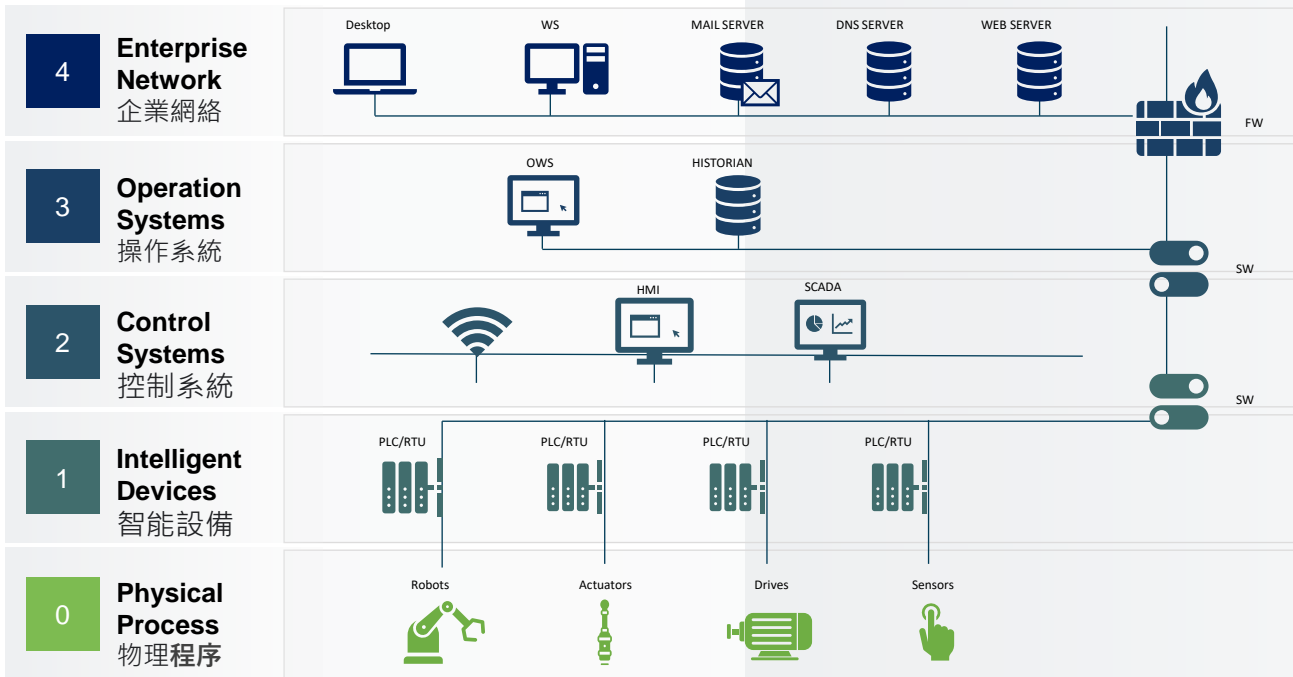 4
Enterprise
Network
企業網絡
Desktop
WS
MAIL SERVER
DNS SERVER
WEB SERVER
FW
3
Operation
Systems
操作系統
OWS
HISTORIAN
SW
2
Control
Systems
控制系統
HMI
SCADA
SW
1
Intelligent
Devices
智能設備
PLC/RTU
PLC/RTU
PLC/RTU
PLC/RTU
0
Physical
Process
物理程序
Robots
Actuators
Drives
Sensors